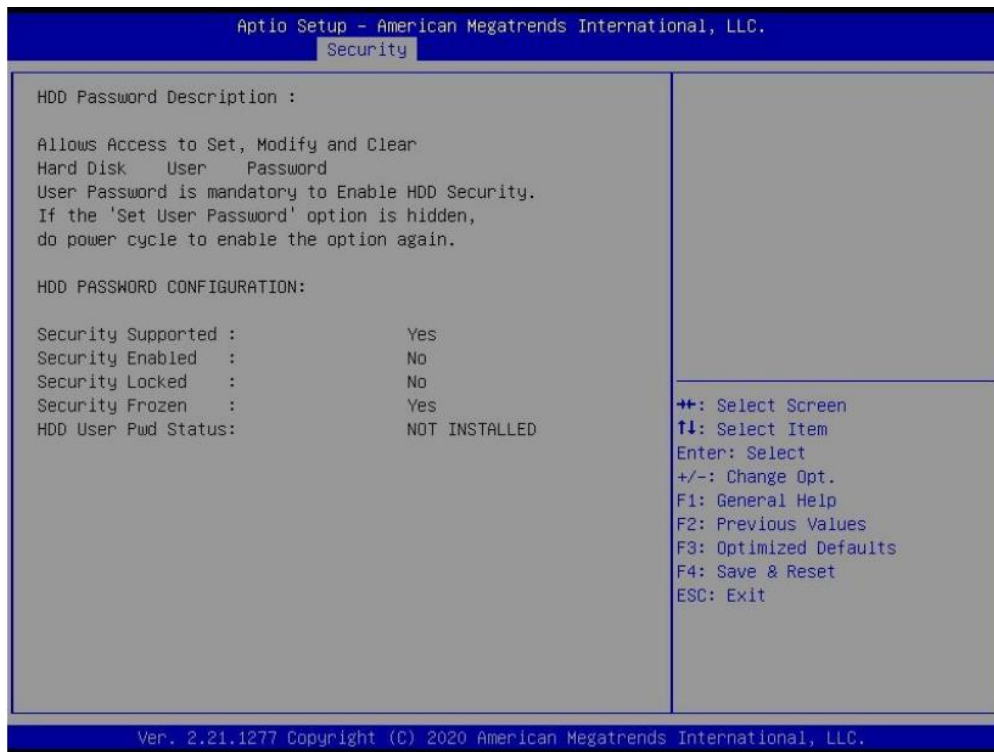 Aptio Setup – American Megatrends International, LLC.
Security
HDD Password Description :
Allows Access to Set, Modify and Clear
Hard Disk    User    Password
User Password is mandatory to Enable HDD Security.
If the 'Set User Password' option is hidden,
do power cycle to enable the option again.
HDD PASSWORD CONFIGURATION:
Security Supported : Yes
Security Enabled : No
Security Locked : No
Security Frozen : Yes
HDD User Pwd Status: NOT INSTALLED
→←: Select Screen
↑↓: Select Item
Enter: Select
+/-: Change Opt.
F1: General Help
F2: Previous Values
F3: Optimized Defaults
F4: Save & Reset
ESC: Exit
Ver. 2.21.1277 Copyright (C) 2020 American Megatrends International, LLC.